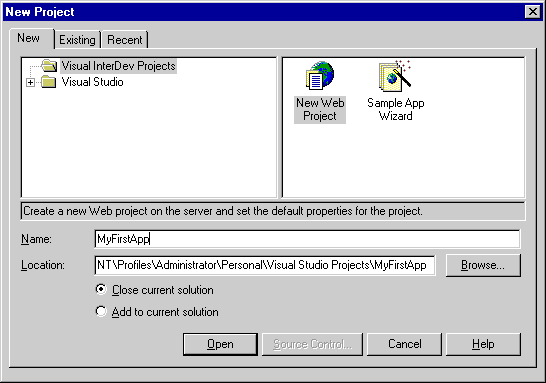 New Project
New Existing Recent
Visual InterDev Projects
Visual Studio
New Web
Project
Sample App
Wizard
Create a new Web project on the server and set the default properties for the project.
Name: MyFirstApp
Location: NT\Profiles\Administrator\Personal\Visual Studio Projects\MyFirstApp Browse...
Close current solution
Add to current solution
Open Source Control... Cancel Help